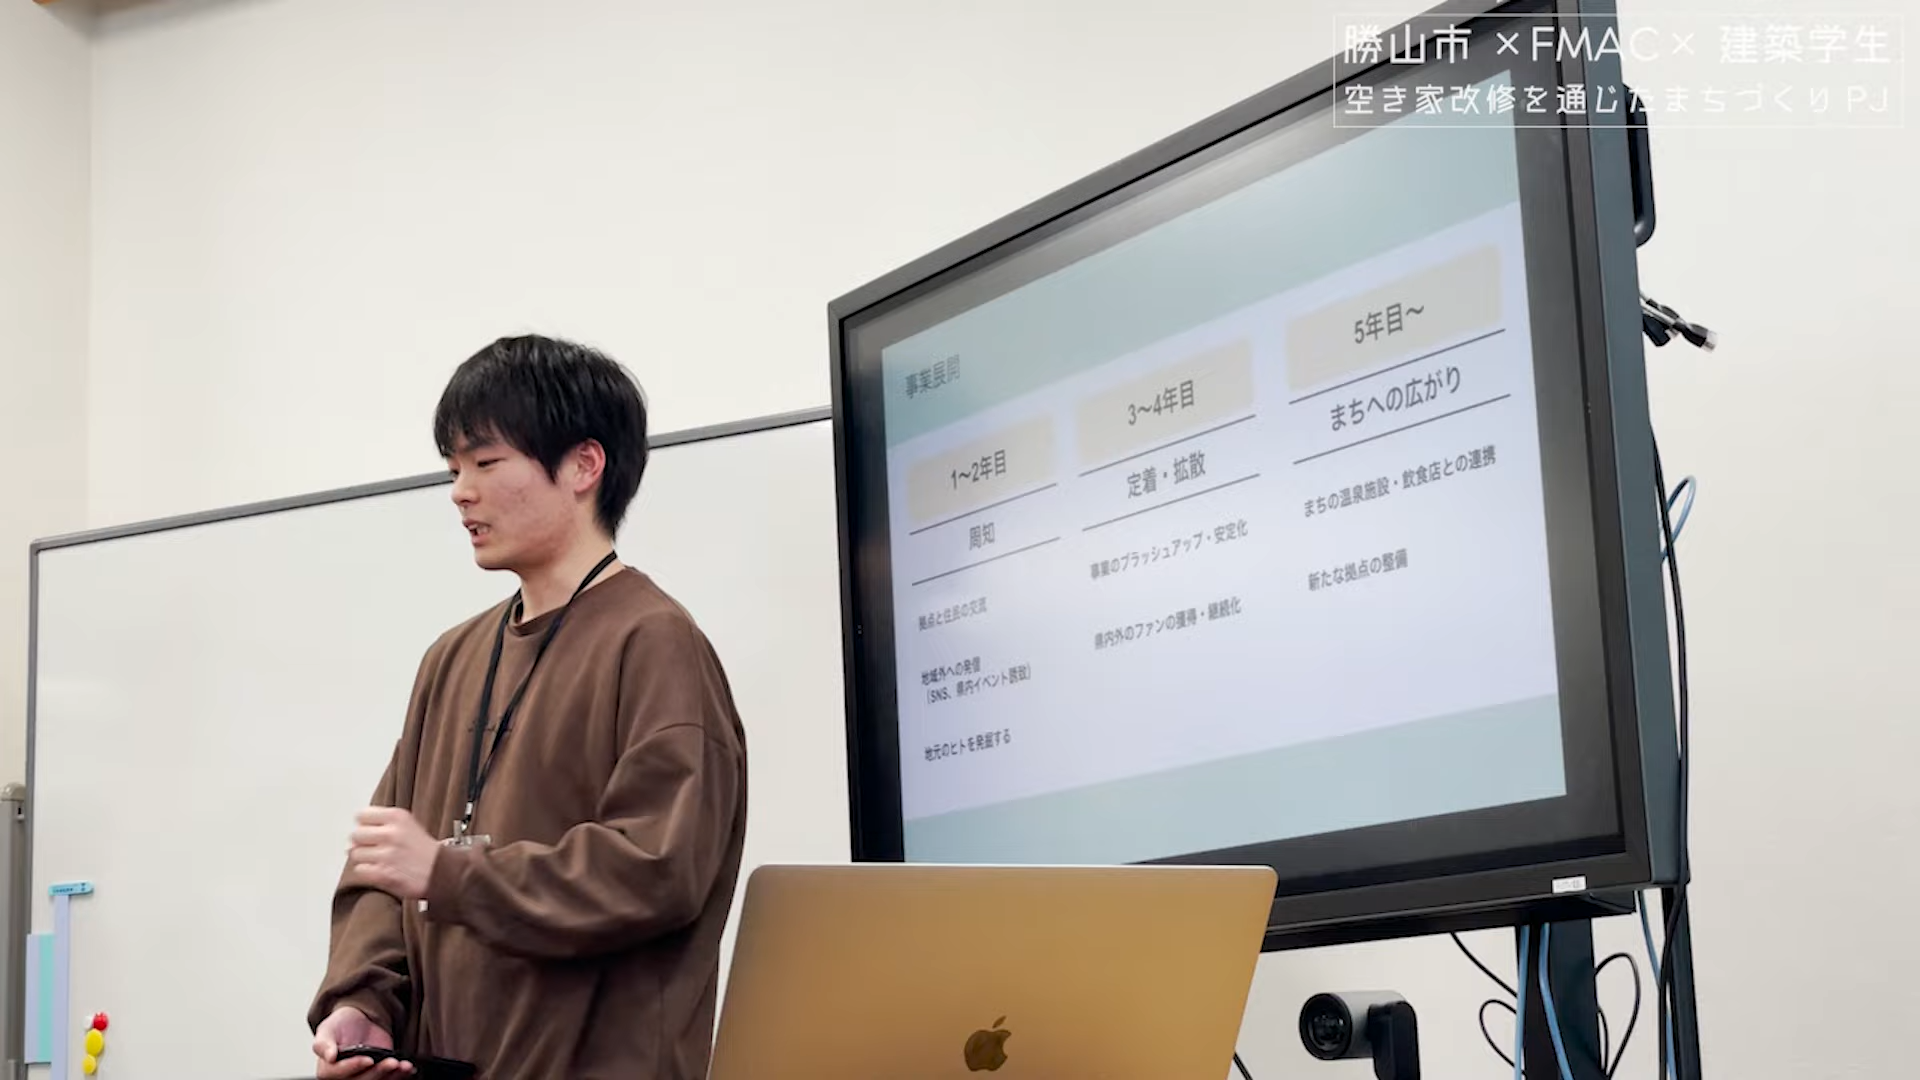 勝山市 ×FMAC× 建築学生
空き家改修を通じたまちづくりPJ
事業展開
1〜2年目
周知
拠点と住民の交流
地域外への発信
（SNS、県内イベント誘致）
地元のヒトを発掘する
3〜4年目
定着・拡散
事業のブラッシュアップ・安定化
県内外のファンの獲得・継続化
5年目〜
まちへの広がり
まちの温泉施設・飲食店との連携
新たな拠点の整備